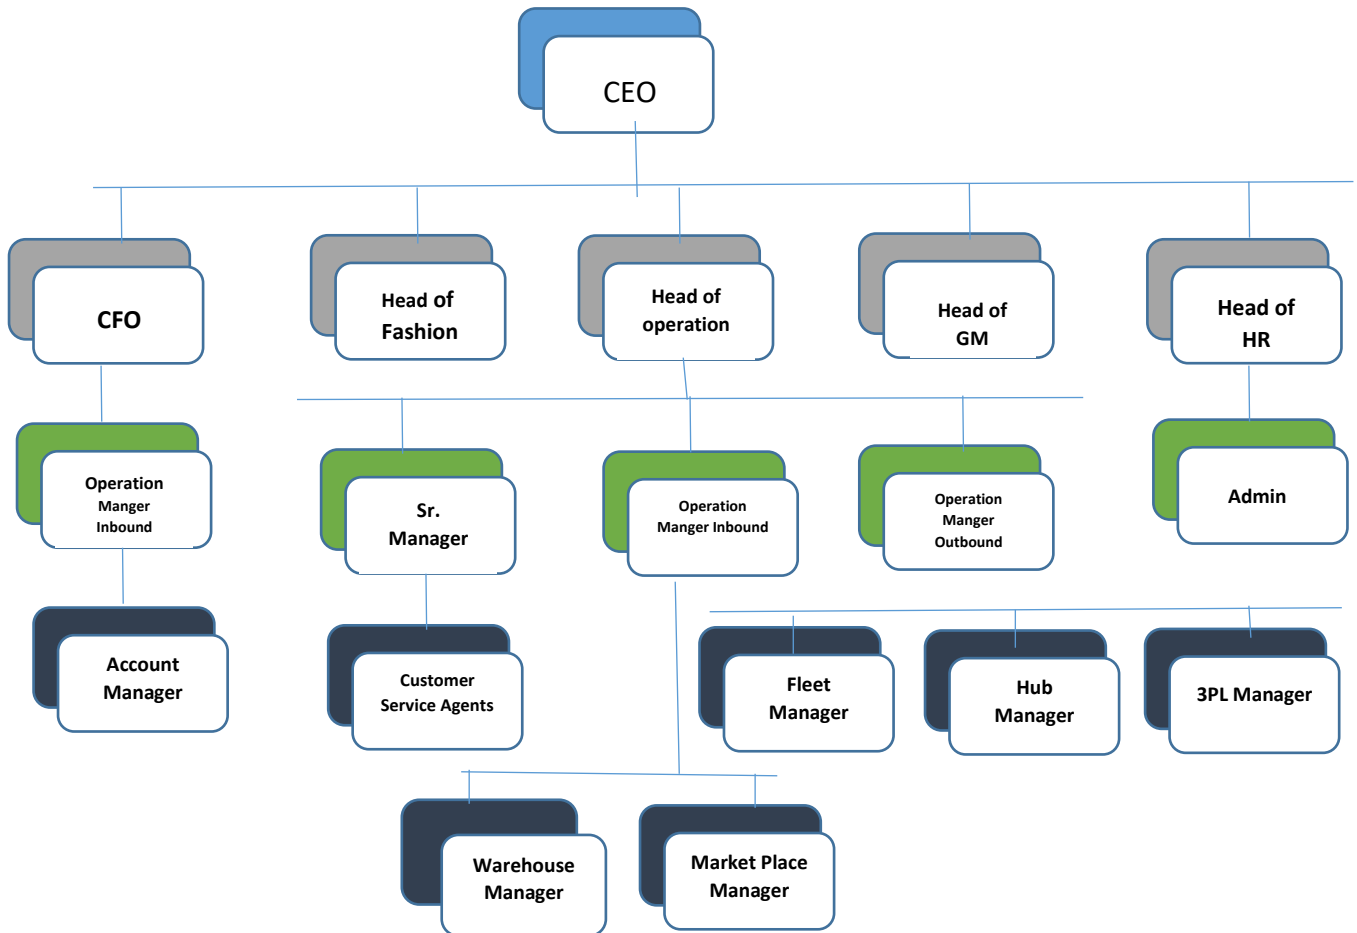 CEO
CFO
Head of
Fashion
Head of
operation
Head of
GM
Head of
HR
Operation
Manger
Inbound
Sr.
Manager
Operation
Manger Inbound
Operation
Manger
Outbound
Admin
Account
Manager
Customer
Service Agents
Fleet
Manager
Hub
Manager
3PL Manager
Warehouse
Manager
Market Place
Manager